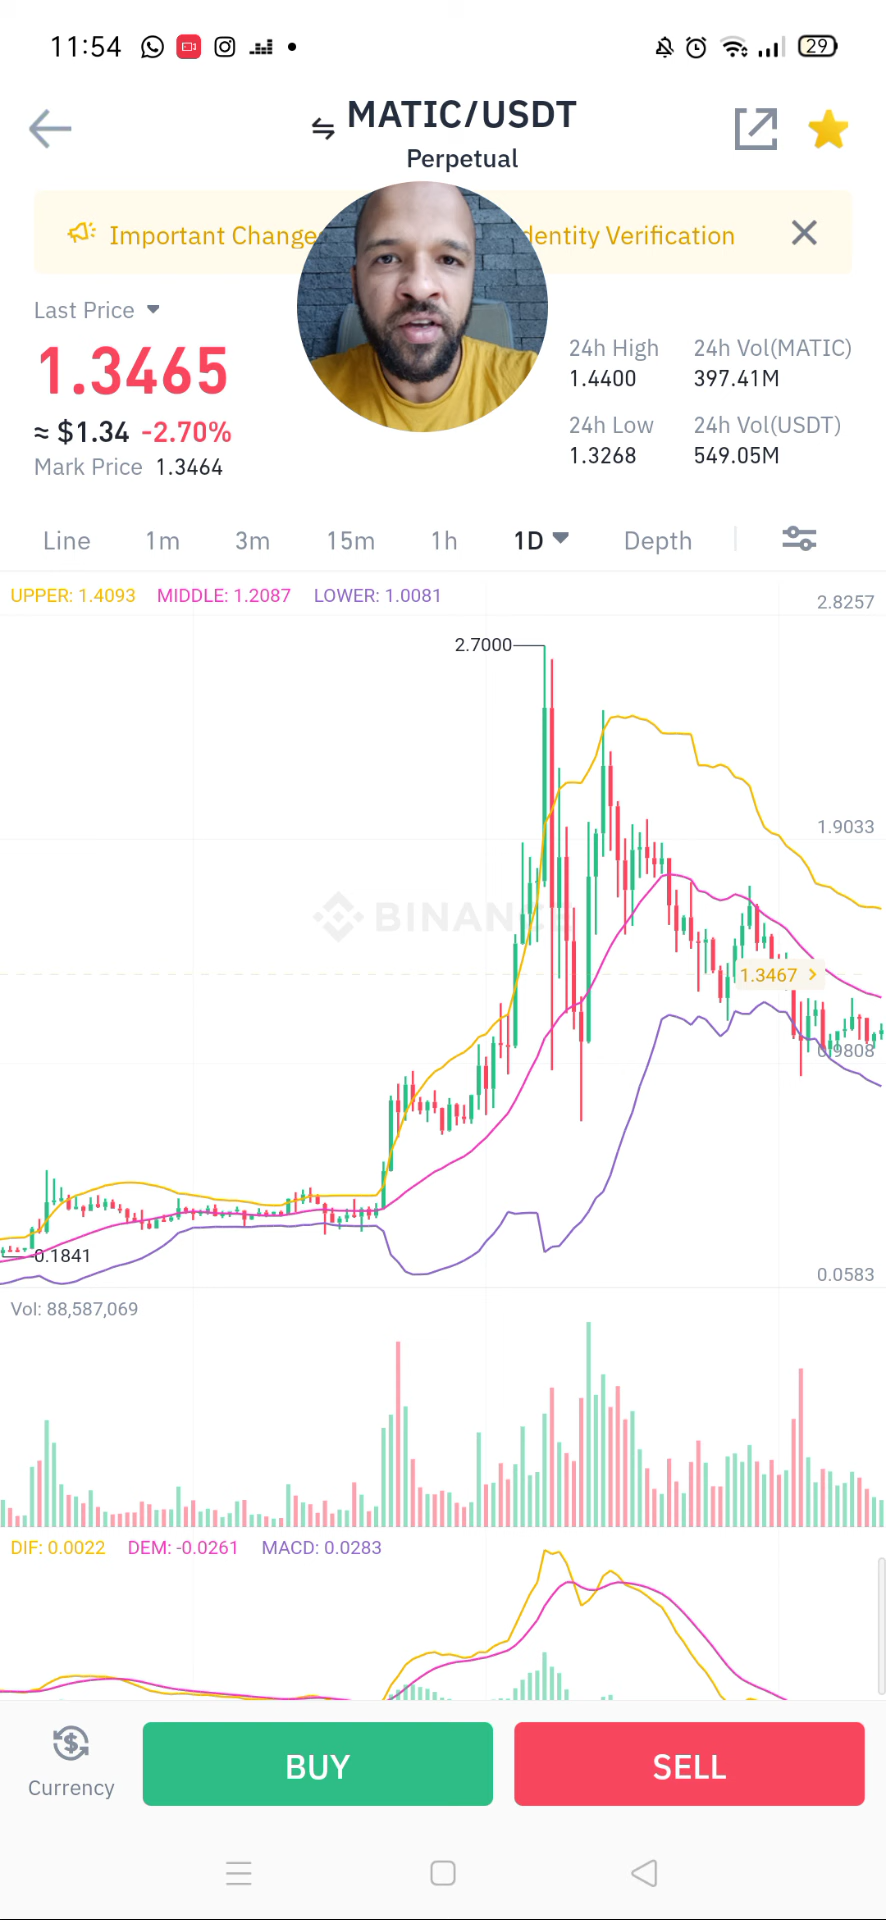 11:54
29
MATIC/USDT
Perpetual
Important Change
dentity Verification
Last Price
1.3465
≈ $1.34 -2.70%
Mark Price 1.3464
24h High
1.4400
24h Vol(MATIC)
397.41M
24h Low
1.3268
24h Vol(USDT)
549.05M
Line 1m 3m 15m 1h 1D Depth
UPPER: 1.4093 MIDDLE: 1.2087 LOWER: 1.0081
2.8257
2.7000
1.9033
BINANCE
1.3467
0.9808
0.1841
0.0583
Vol: 88,587,069
DIF: 0.0022 DEM: -0.0261 MACD: 0.0283
Currency
BUY
SELL